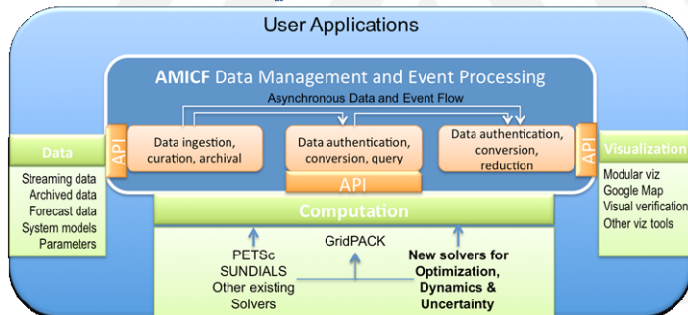 User Applications
AMICF Data Management and Event Processing
Asynchronous Data and Event Flow
Data ingestion,
curation, archival
Data authentication,
conversion, query
Data authentication,
conversion,
reduction
API
API
API
Data
Streaming data
Archived data
Forecast data
System models
Parameters
Visualization
Modular viz
Google Map
Visual verification
Other viz tools
Computation
PETSc
SUNDIALS
Other existing
Solvers
GridPACK
New solvers for
Optimization,
Dynamics &
Uncertainty